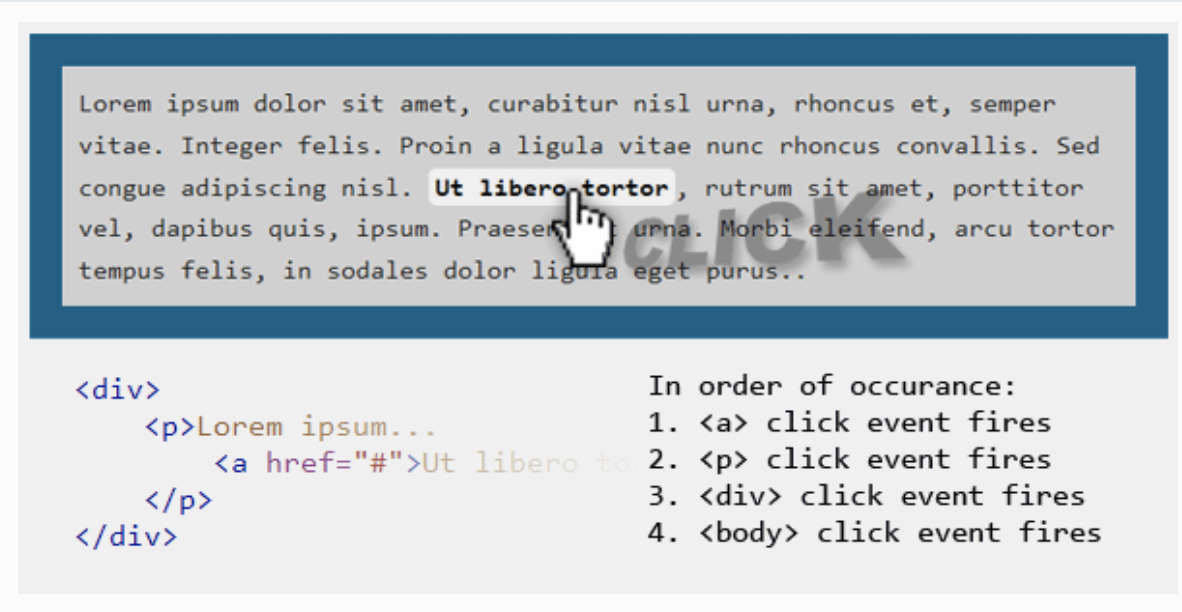 Lorem ipsum dolor sit amet, curabitur nisl urna, rhoncus et, semper
vitae. Integer felis. Proin a ligula vitae nunc rhoncus convallis. Sed
congue adipiscing nisl. Ut libero tortor, rutrum sit amet, porttitor
vel, dapibus quis, ipsum. urna. Morbi eleifend, arcu tortor
CLICK
tempus felis, in sodales dolor ligula eget purus..
<div>
<p>Lorem ipsum...
<a href="#">Ut libero
</p>
</div>
In order of occurance:
1. <a> click event fires
2. <p> click event fires
3. <div> click event fires
4. <body> click event fires